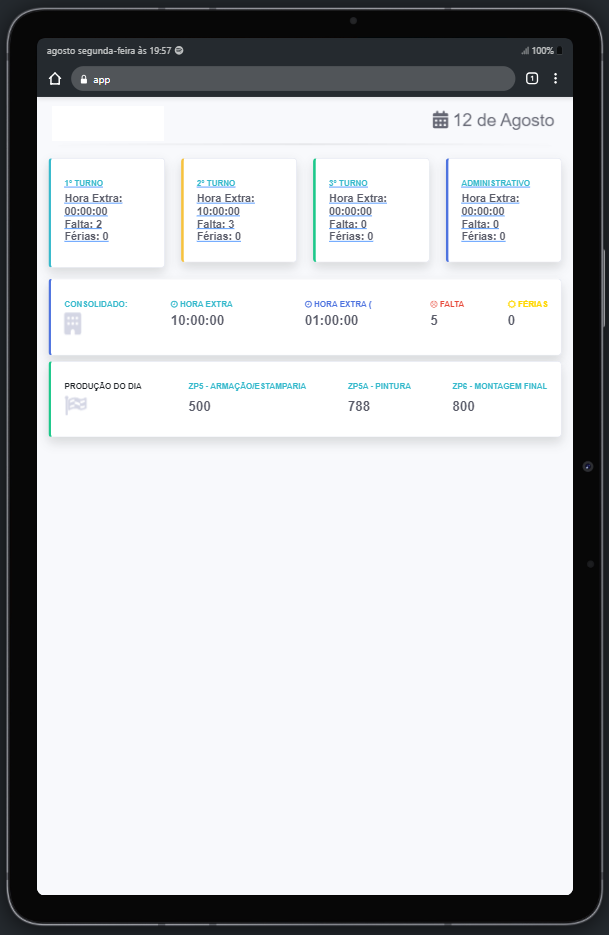 agosto segunda-feira às 19:57
100%
app
1
12 de Agosto
1º TURNO
Hora Extra:
00:00:00
Falta: 2
Férias: 0
2º TURNO
Hora Extra:
10:00:00
Falta: 3
Férias: 0
3º TURNO
Hora Extra:
00:00:00
Falta: 0
Férias: 0
ADMINISTRATIVO
Hora Extra:
00:00:00
Falta: 0
Férias: 0
CONSOLIDADO:
HORA EXTRA
10:00:00
HORA EXTRA (
01:00:00
FALTA
5
FÉRIAS
0
PRODUÇÃO DO DIA
ZP5 - ARMAÇÃO/ESTAMPARIA
500
ZP5A - PINTURA
788
ZP6 - MONTAGEM FINAL
800